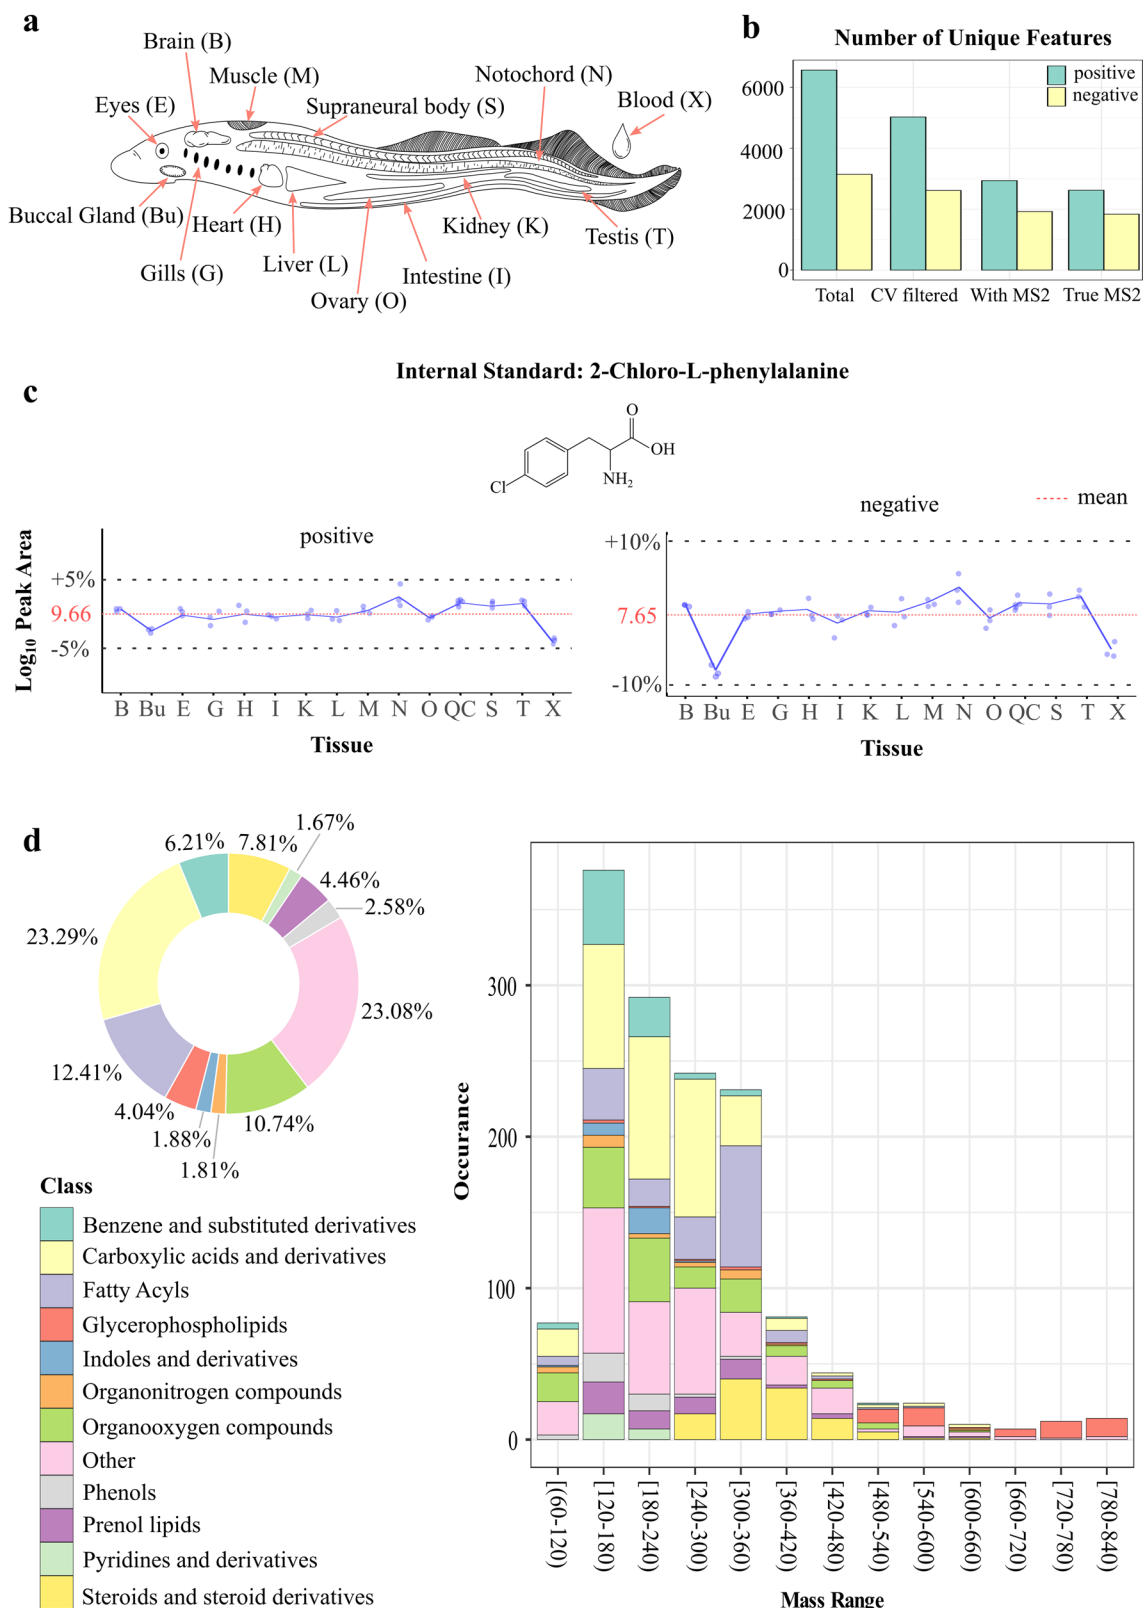 a
Brain (B)
Muscle (M)
Notochord (N)
Eyes (E)
Supraneural body (S)
Blood (X)
Buccal Gland (Bu)
Heart (H)
Kidney (K)
Testis (T)
Gills (G)
Liver (L)
Intestine (I)
Ovary (O)
b
Number of Unique Features
positive
negative
6000
4000
2000
0
Total CV filtered With MS2 True MS2
c
Internal Standard: 2-Chloro-L-phenylalanine
O
OH
NH2
Cl
positive
Log10 Peak Area
+5%
9.66
-5%
B Bu E G H I K L M N O QC S T X
Tissue
negative
mean
+10%
7.65
-10%
B Bu E G H I K L M N O QC S T X
Tissue
d
6.21%
7.81%
1.67%
4.46%
2.58%
23.29%
23.08%
12.41%
4.04%
1.88%
1.81%
10.74%
Class
Benzene and substituted derivatives
Carboxylic acids and derivatives
Fatty Acyls
Glycerophospholipids
Indoles and derivatives
Organonitrogen compounds
Organooxygen compounds
Other
Phenols
Prenol lipids
Pyridines and derivatives
Steroids and steroid derivatives
Occurance
300
200
100
0
[(60-120)
[120-180)
[180-240)
[240-300)
[300-360)
[360-420)
[420-480)
[480-540)
[540-600)
[600-660)
[660-720)
[720-780)
[780-840)
Mass Range